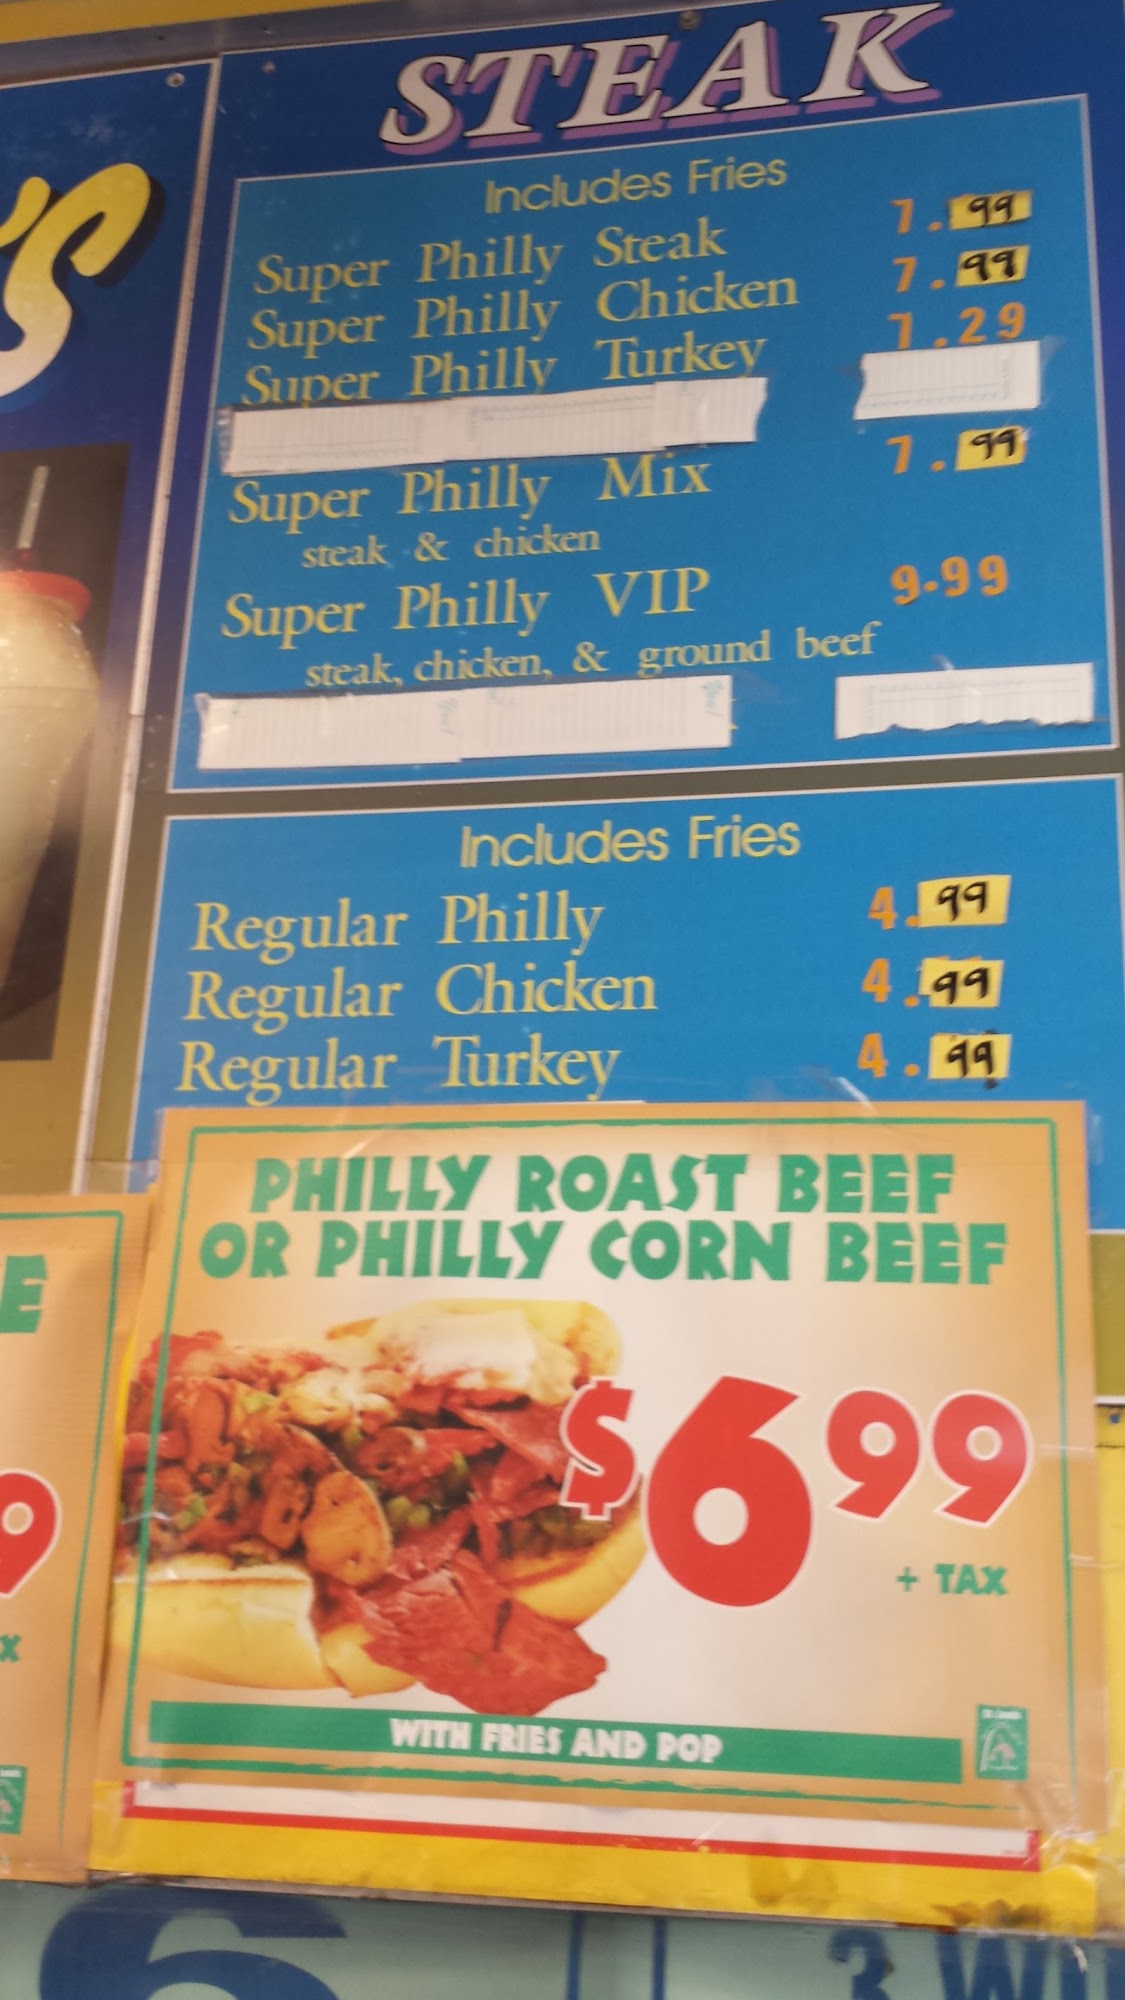 'S
STEAK
Includes Fries
Super Philly Steak 7.99
Super Philly Chicken 7.99
Super Philly Turkey 7.29
Super Philly Mix 7.99
steak & chicken
Super Philly VIP 9.99
steak, chicken, & ground beef
Includes Fries
Regular Philly 4.99
Regular Chicken 4.99
Regular Turkey 4.99
PHILLY ROAST BEEF
OR PHILLY CORN BEEF
$6 99
+ TAX
WITH FRIES AND POP
E
9
X
6
3